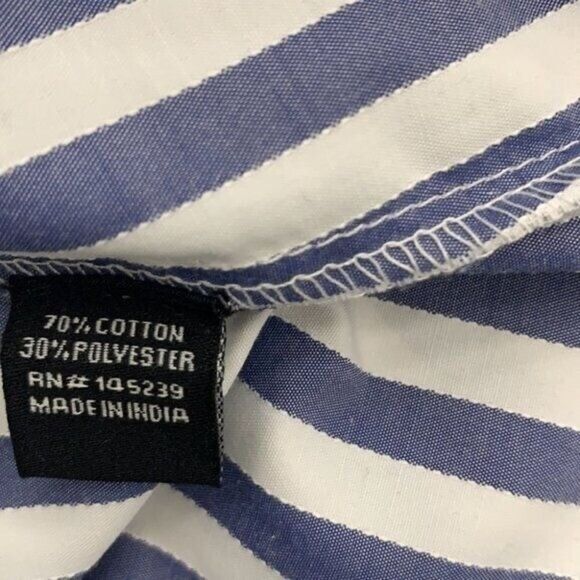 70% COTTON
30% POLYESTER
RN# 145239
MADE IN INDIA